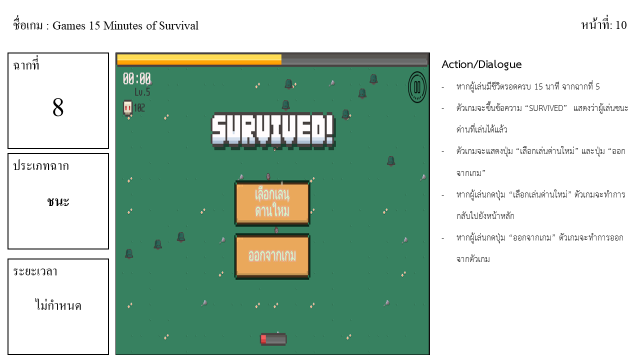 ชื่อเกม : Games 15 Minutes of Survival
หน้าที่: 10
ฉากที่
8
ประเภทฉาก
ชนะ
ระยะเวลา
ไม่กำหนด
00:00
Lv.5
102
SURVIVED!
เลือกเล่น
ด่านใหม่
ออกจากเกม
Action/Dialogue
- หากผู้เล่นมีชีวิตรอดครบ 15 นาที จากฉากที่ 5
- ตัวเกมจะขึ้นข้อความ “SURVIVED” แสดงว่าผู้เล่นชนะ
ด่านที่เล่นได้แล้ว
- ตัวเกมจะแสดงปุ่ม “เลือกเล่นด่านใหม่” และปุ่ม “ออก
จากเกม”
- หากผู้เล่นกดปุ่ม “เลือกเล่นด่านใหม่” ตัวเกมจะทำการ
กลับไปยังหน้าหลัก
- หากผู้เล่นกดปุ่ม “ออกจากเกม” ตัวเกมจะทำการออก
จากตัวเกม